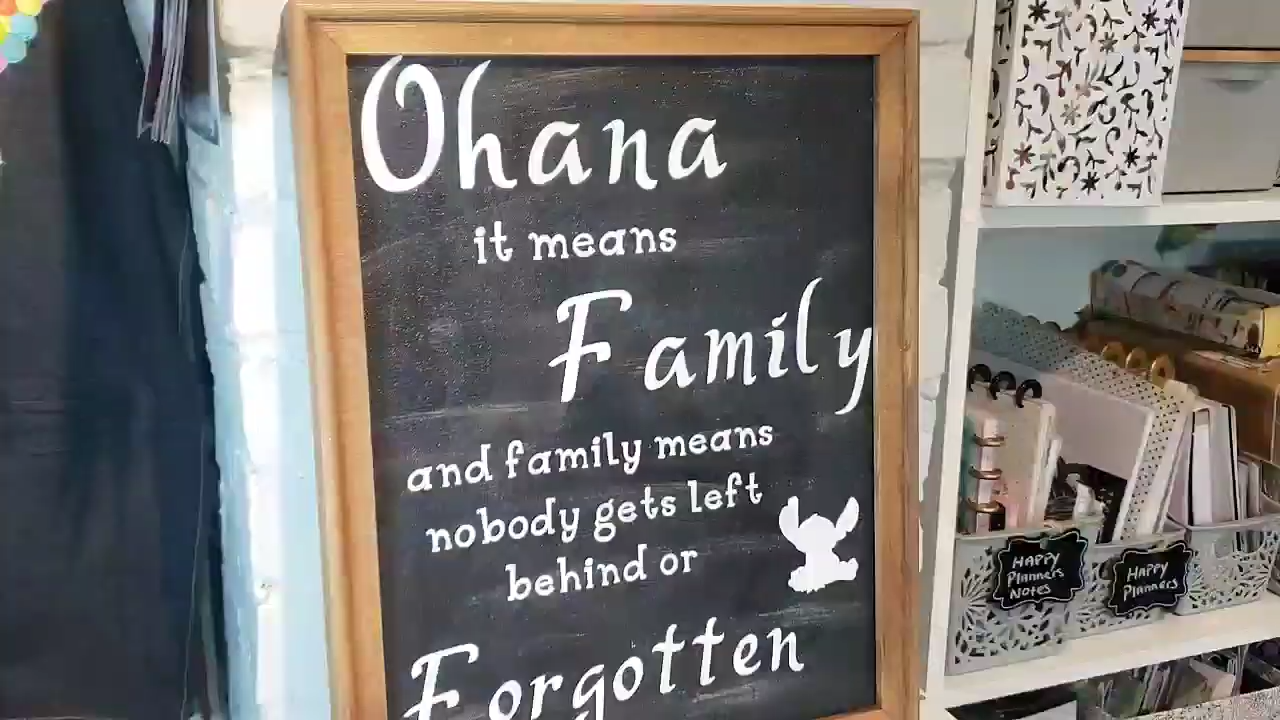 Ohana
it means
Family
and family means
nobody gets left
behind or
Forgotten
HAPPY
PLanners
NOTES
HAPPY
PLanners